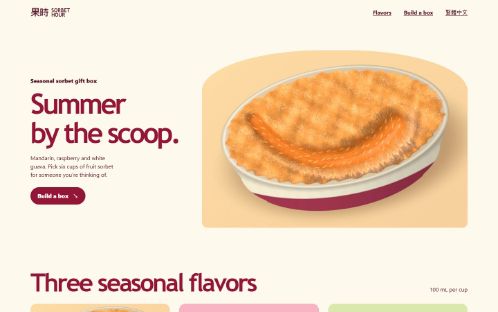 果時 SORBET
HOUR
Flavors
Build a box
繁體中文
Seasonal sorbet gift box
Summer
by the scoop.
Mandarin, raspberry and white
guava. Pick six cups of fruit sorbet
for someone you're thinking of.
Build a box ↘
Three seasonal flavors
100 mL per cup